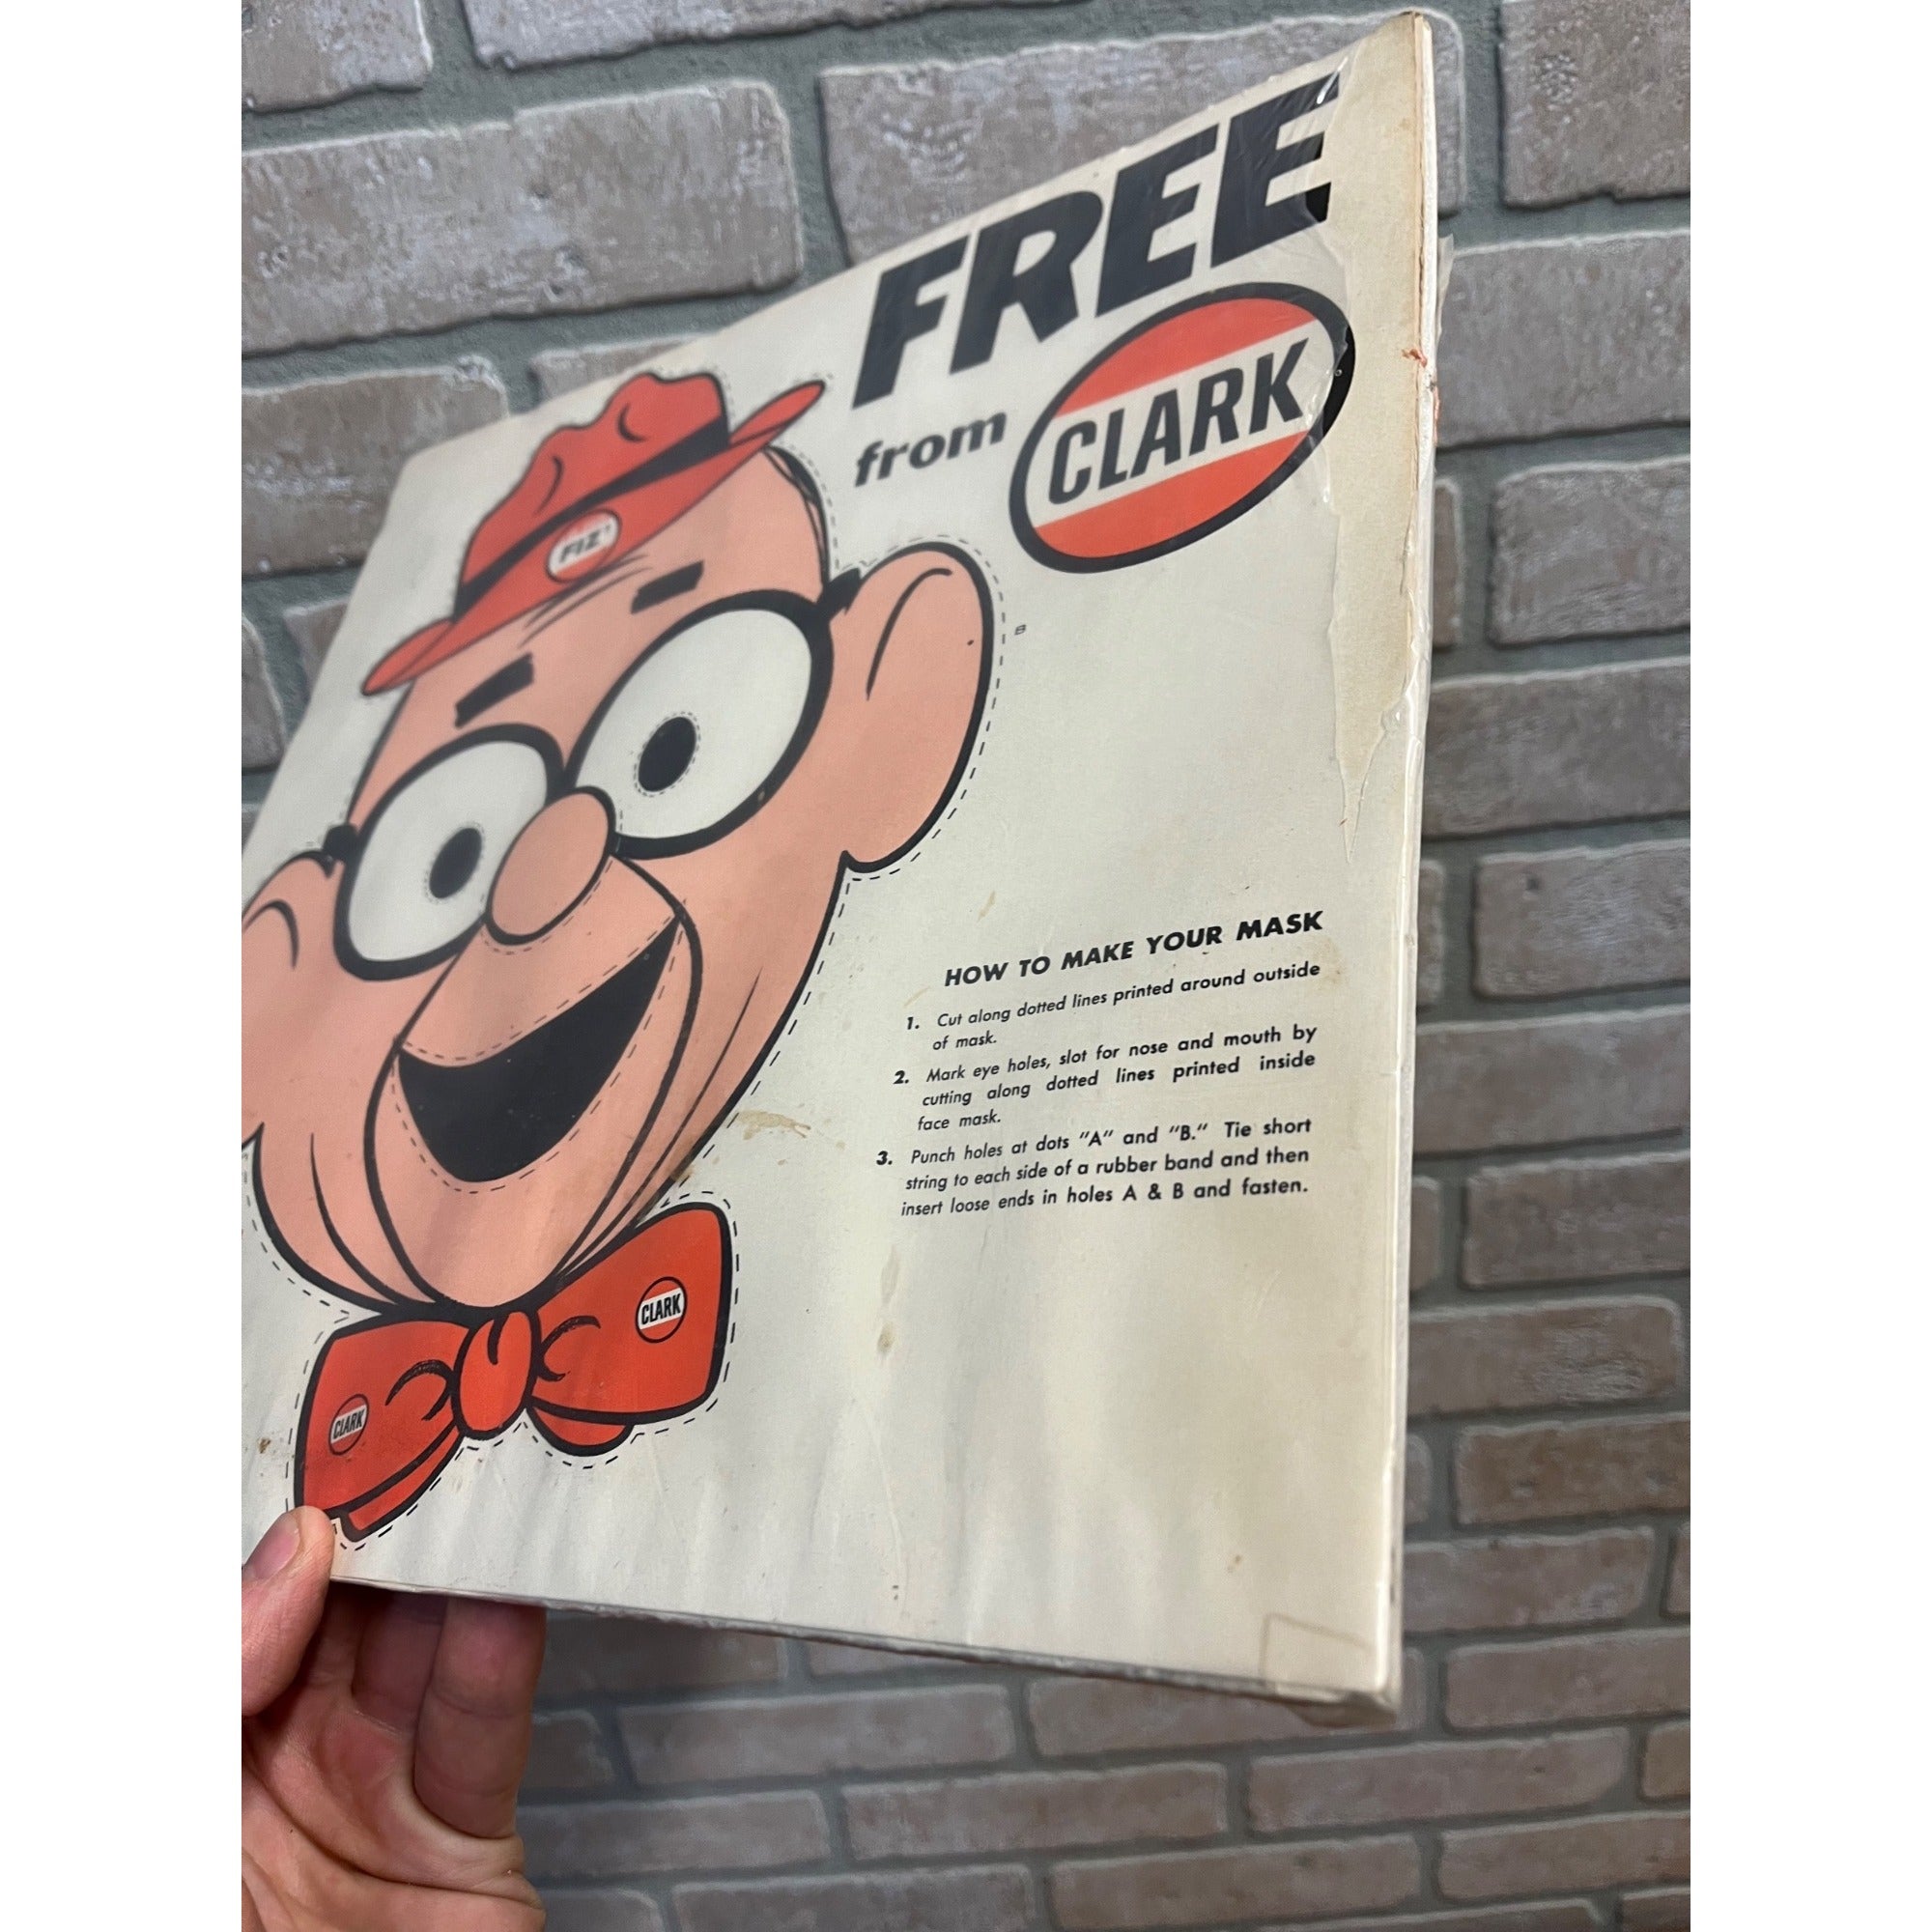 FREE
from CLARK
FIZ'
B
HOW TO MAKE YOUR MASK
1. Cut along dotted lines printed around outside
of mask.
2. Mark eye holes, slot for nose and mouth by
cutting along dotted lines printed inside
face mask.
3. Punch holes at dots "A" and "B." Tie short
string to each side of a rubber band and then
insert loose ends in holes A & B and fasten.
CLARK
CLARK